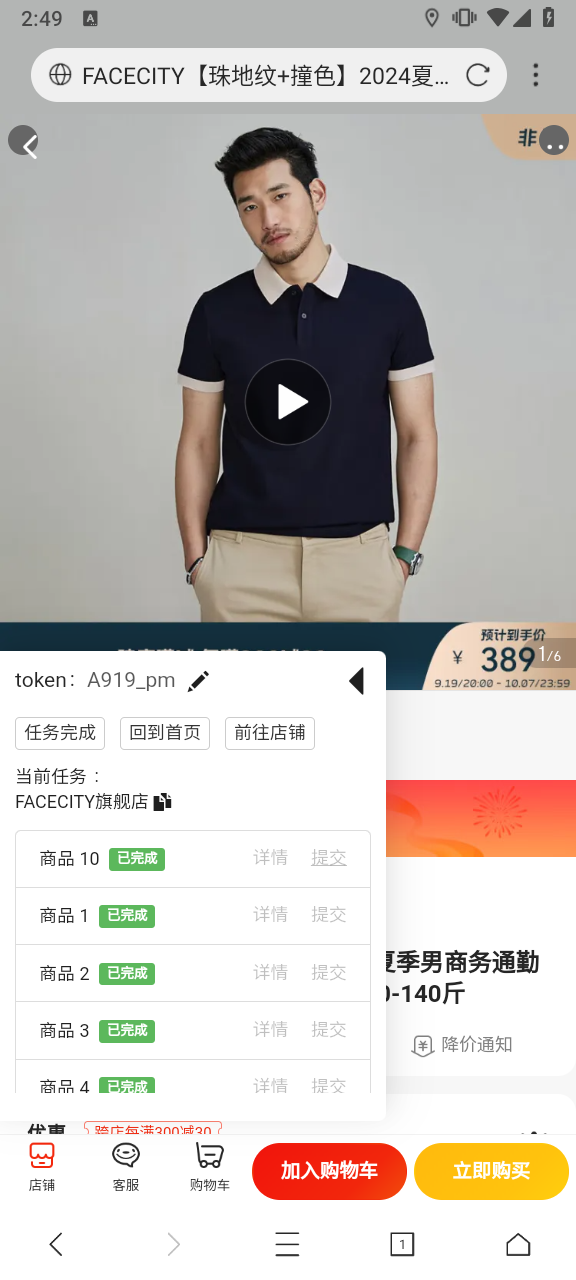 2:49
A
FACECITY【珠地纹+撞色】2024夏…
非
预计到手价
¥ 389
1/6
9.19/20:00 - 10.07/23:59
token: A919_pm
任务完成 回到首页 前往店铺
当前任务：
FACECITY旗舰店
商品 10 已完成 详情 提交
商品 1 已完成 详情 提交
商品 2 已完成 详情 提交
商品 3 已完成 详情 提交
商品 4 已完成 详情 提交
夏季男商务通勤
0-140斤
降价通知
优惠 跨店每满300减30
店铺 客服 购物车 加入购物车 立即购买
1